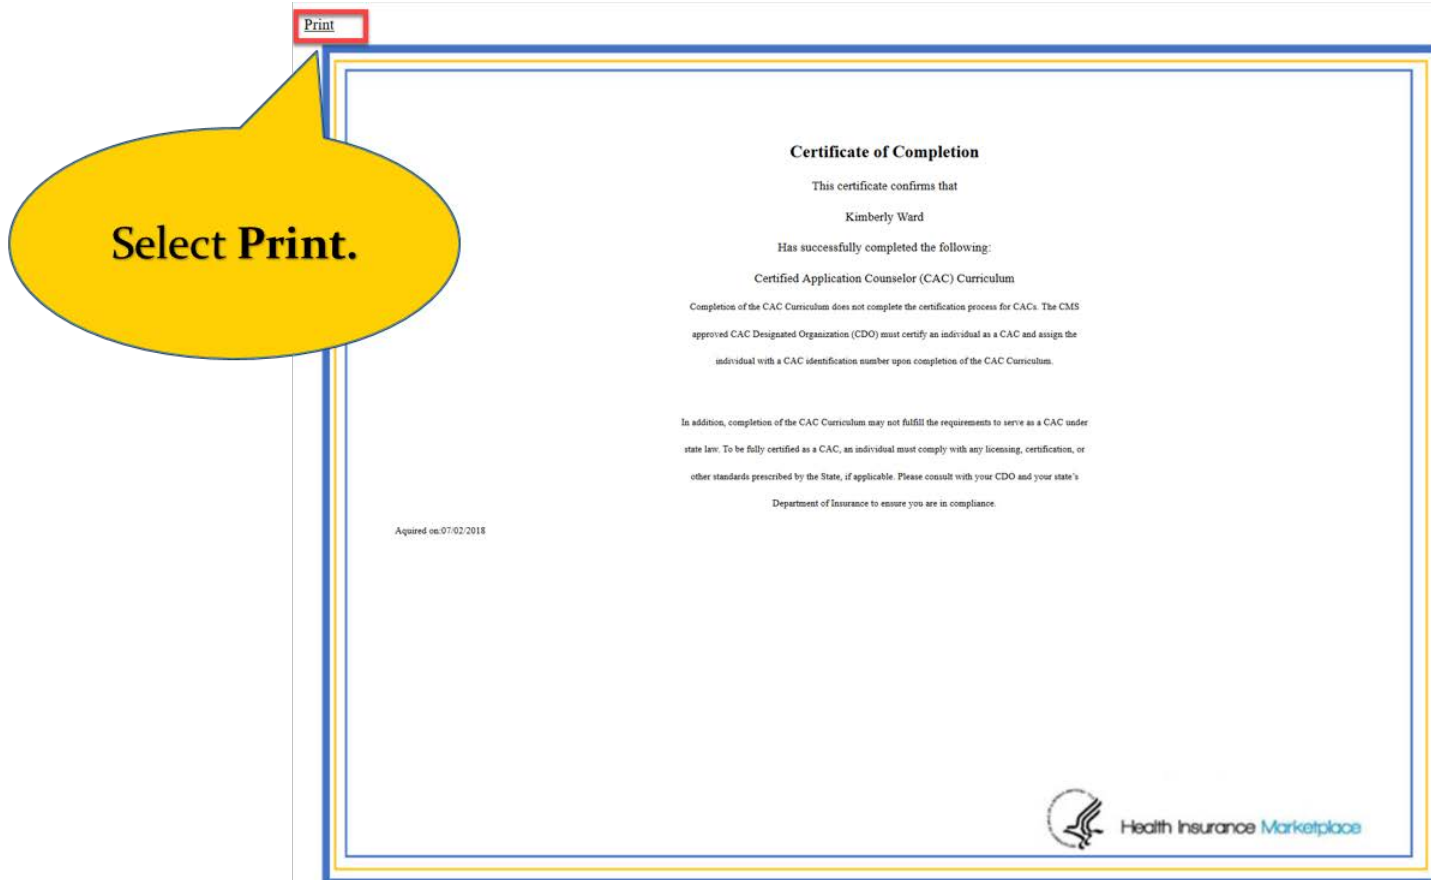 Print
Select Print.
Certificate of Completion
This certificate confirms that
Kimberly Ward
Has successfully completed the following:
Certified Application Counselor (CAC) Curriculum
Completion of the CAC Curriculum does not complete the certification process for CACs. The CMS
approved CAC Designated Organization (CDO) must certify an individual as a CAC and assign the
individual with a CAC identification number upon completion of the CAC Curriculum.
In addition, completion of the CAC Curriculum may not fulfill the requirements to serve as a CAC under
state law. To be fully certified as a CAC, an individual must comply with any licensing, certification, or
other standards prescribed by the State, if applicable. Please consult with your CDO and your state's
Department of Insurance to ensure you are in compliance.
Aquired on:07/02/2018
Health Insurance Marketplace